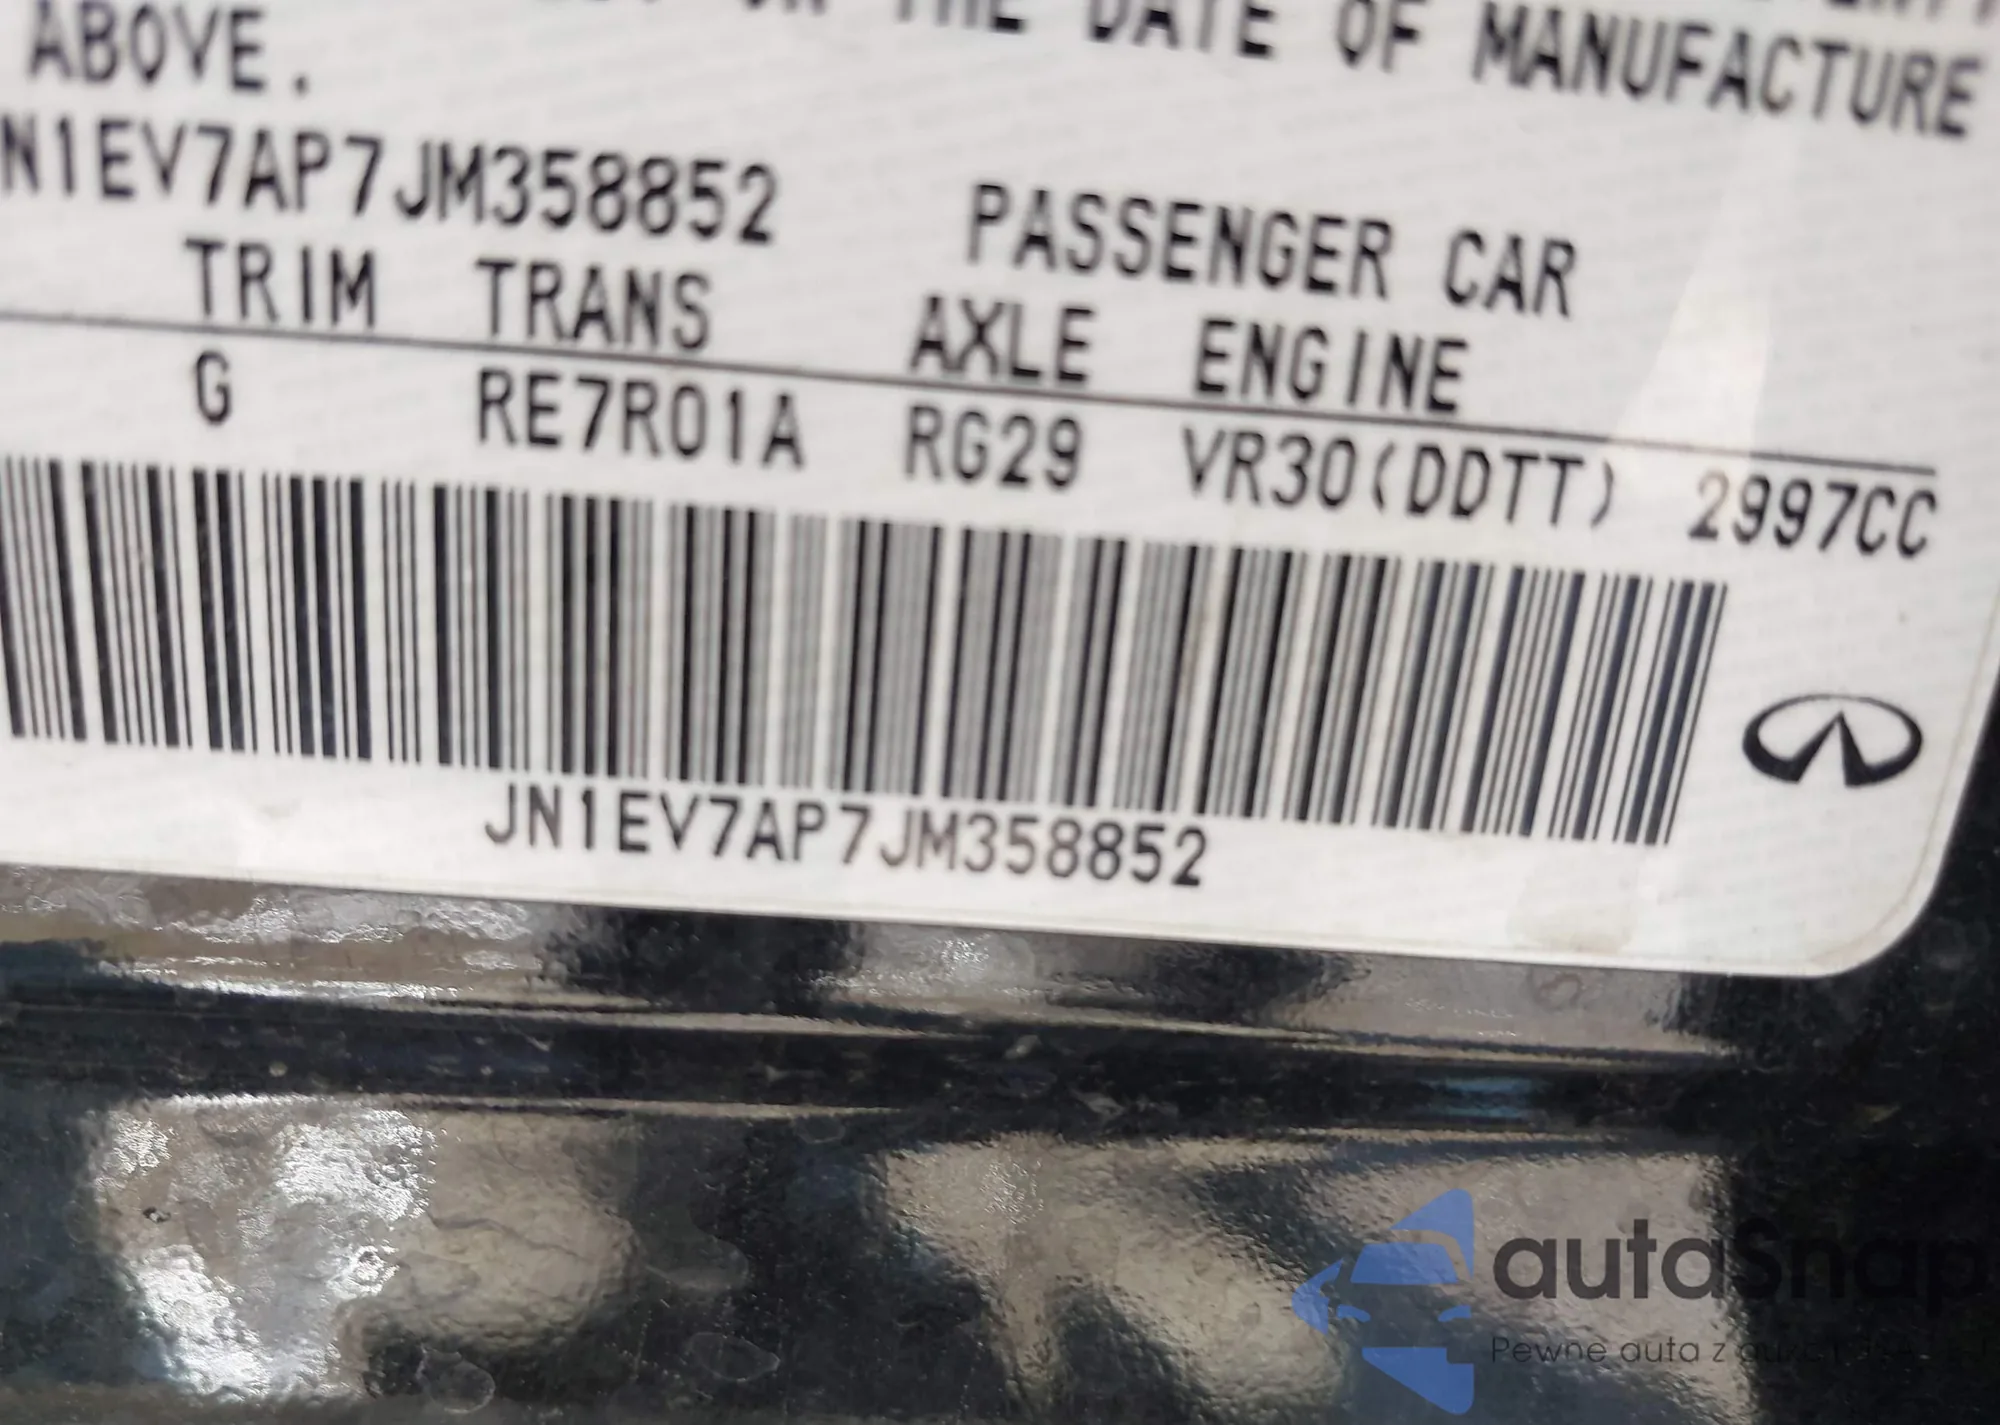 ON THE DATE OF MANUFACTURE
ABOVE.
N1EV7AP7JM358852 PASSENGER CAR
TRIM TRANS AXLE ENGINE
G RE7R01A RG29 VR30(DDTT) 2997CC
JN1EV7AP7JM358852
autaSnap
Pewne auta z